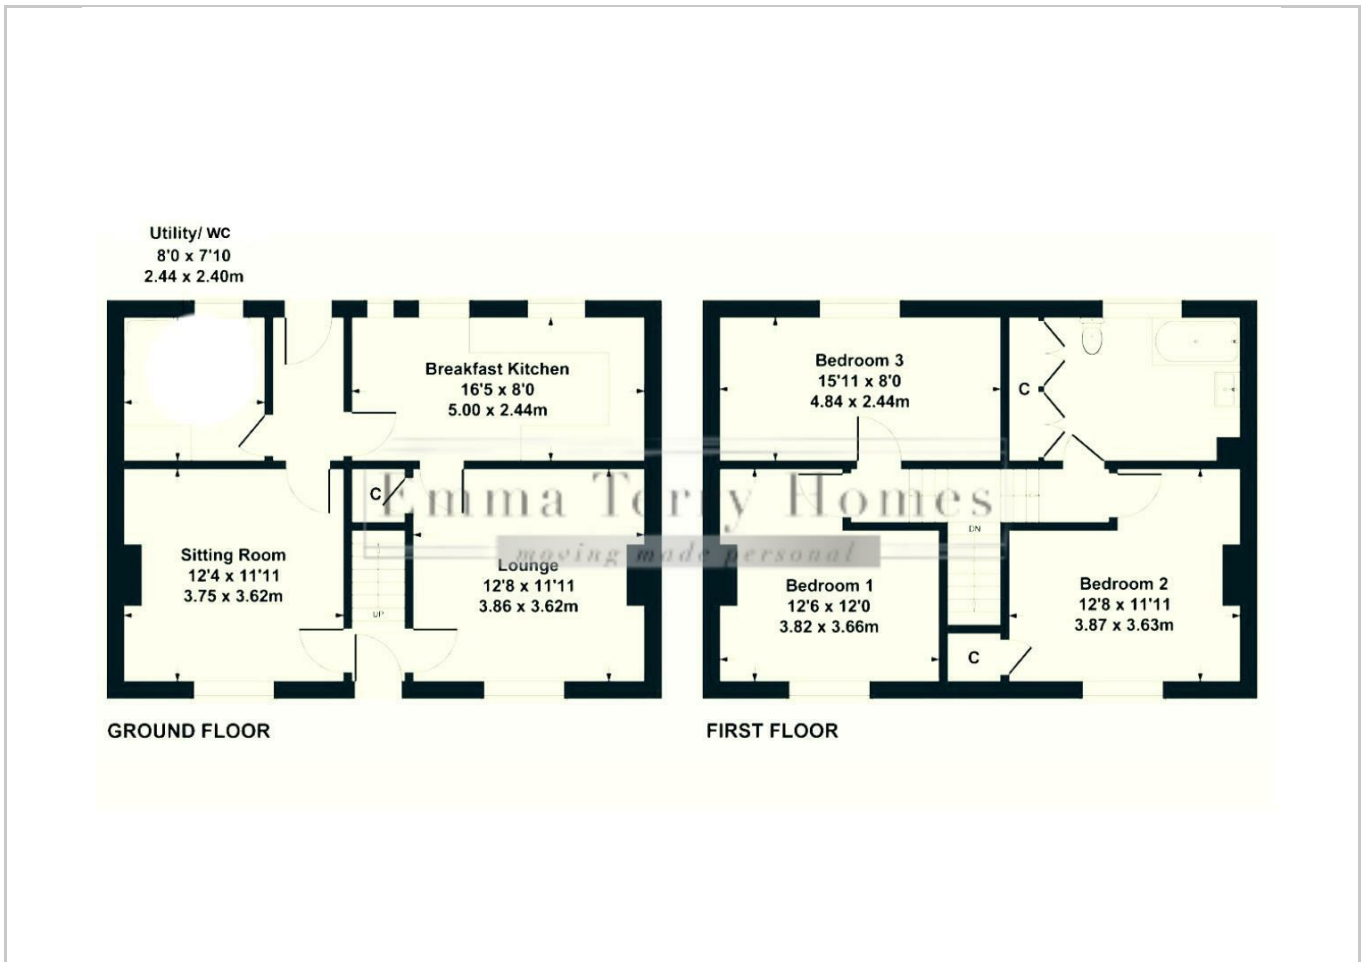 Utility/ WC
8'0 x 7'10
2.44 x 2.40m
Breakfast Kitchen
16'5 x 8'0
5.00 x 2.44m
C
Sitting Room
12'4 x 11'11
3.75 x 3.62m
UP
Lounge
12'8 x 11'11
3.86 x 3.62m
GROUND FLOOR
Bedroom 3
15'11 x 8'0
4.84 x 2.44m
C
DN
Bedroom 1
12'6 x 12'0
3.82 x 3.66m
Bedroom 2
12'8 x 11'11
3.87 x 3.63m
C
FIRST FLOOR
Emma Terry Homes
moving made personal